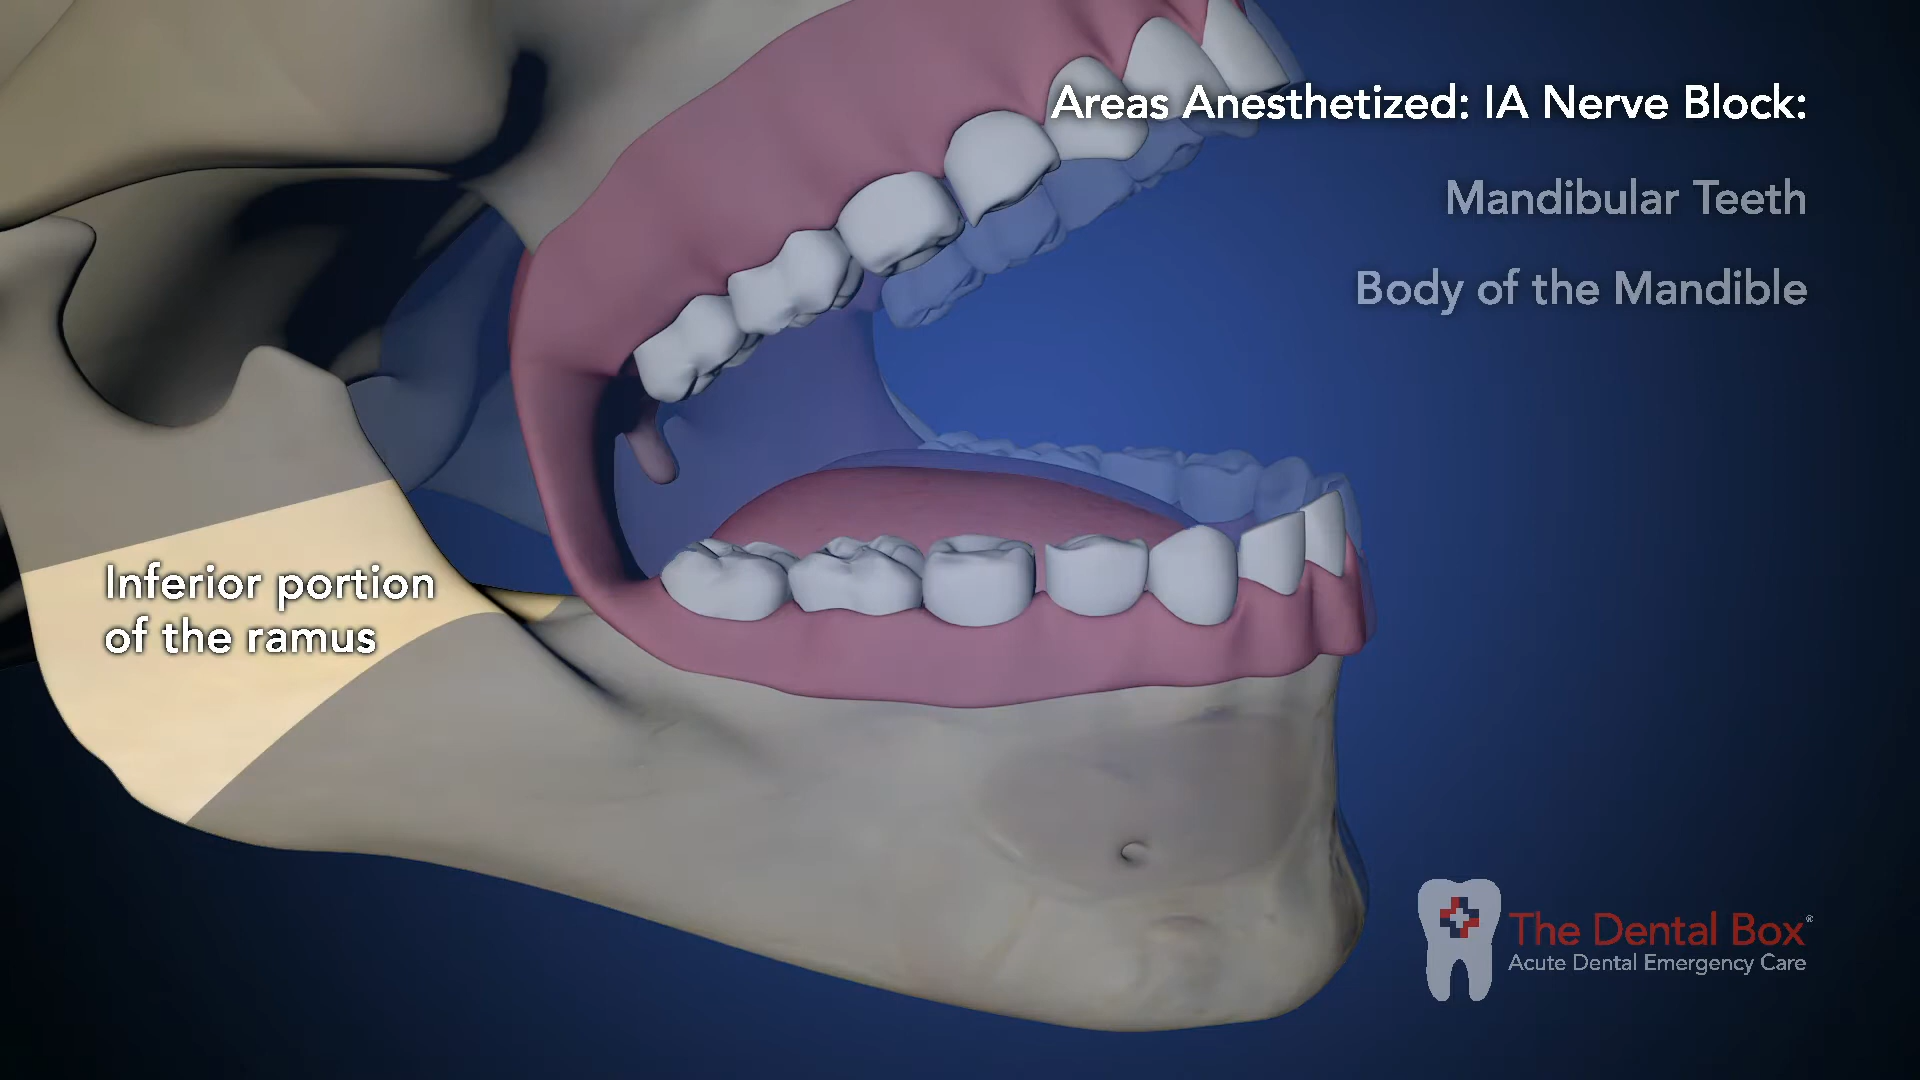 Areas Anesthetized: IA Nerve Block:
Mandibular Teeth
Body of the Mandible
Inferior portion
of the ramus
The Dental Box®
Acute Dental Emergency Care